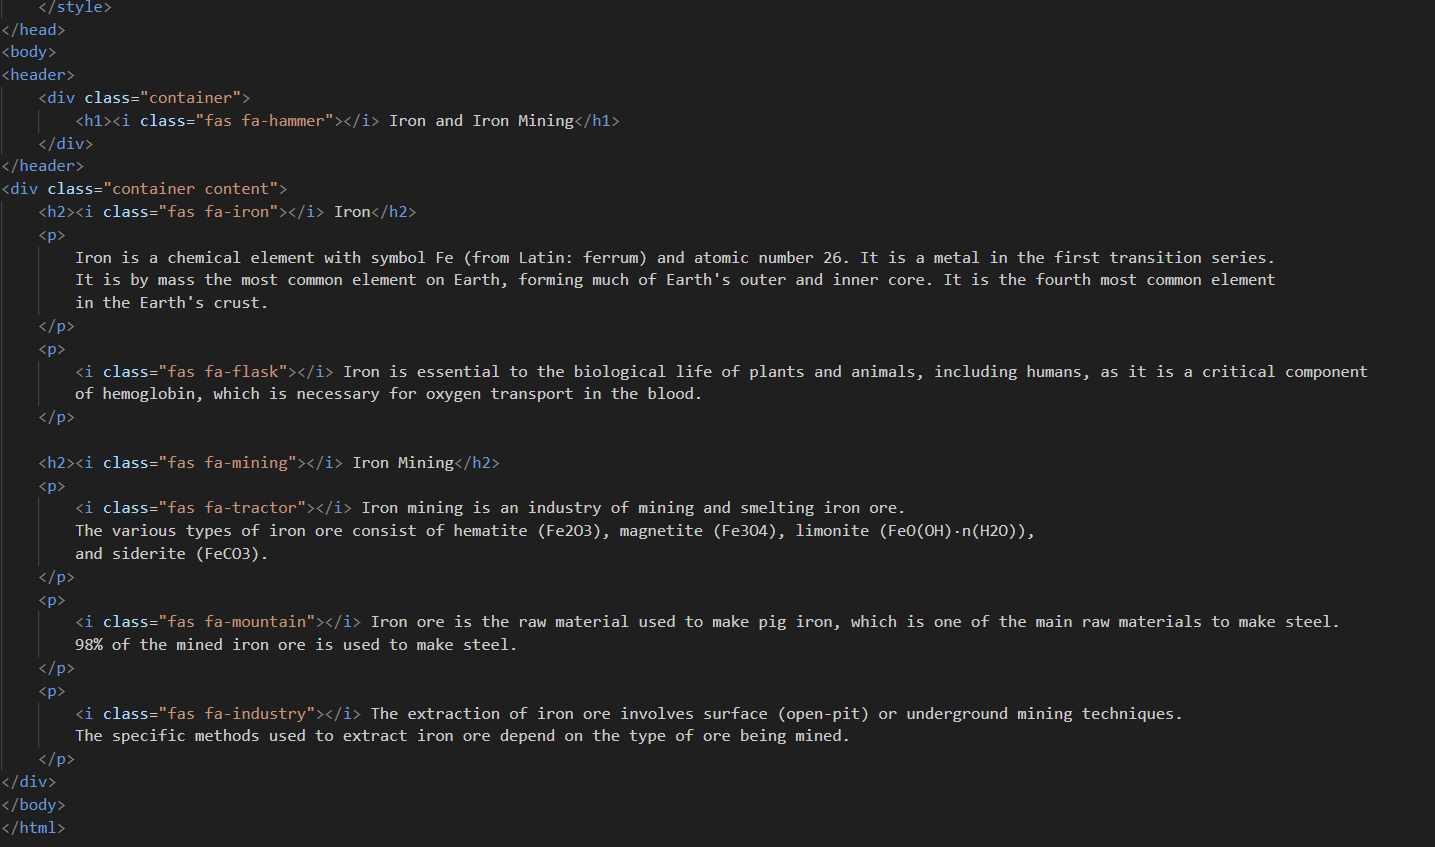 </style>
</head>
<body>
<header>
<div class="container">
<h1><i class="fas fa-hammer"></i> Iron and Iron Mining</h1>
</div>
</header>
<div class="container content">
<h2><i class="fas fa-iron"></i> Iron</h2>
<p>
Iron is a chemical element with symbol Fe (from Latin: ferrum) and atomic number 26. It is a metal in the first transition series.
It is by mass the most common element on Earth, forming much of Earth's outer and inner core. It is the fourth most common element
in the Earth's crust.
</p>
<p>
<i class="fas fa-flask"></i> Iron is essential to the biological life of plants and animals, including humans, as it is a critical component
of hemoglobin, which is necessary for oxygen transport in the blood.
</p>
<h2><i class="fas fa-mining"></i> Iron Mining</h2>
<p>
<i class="fas fa-tractor"></i> Iron mining is an industry of mining and smelting iron ore.
The various types of iron ore consist of hematite (Fe2O3), magnetite (Fe3O4), limonite (FeO(OH)·n(H2O)),
and siderite (FeCO3).
</p>
<p>
<i class="fas fa-mountain"></i> Iron ore is the raw material used to make pig iron, which is one of the main raw materials to make steel.
98% of the mined iron ore is used to make steel.
</p>
<p>
<i class="fas fa-industry"></i> The extraction of iron ore involves surface (open-pit) or underground mining techniques.
The specific methods used to extract iron ore depend on the type of ore being mined.
</p>
</div>
</body>
</html>